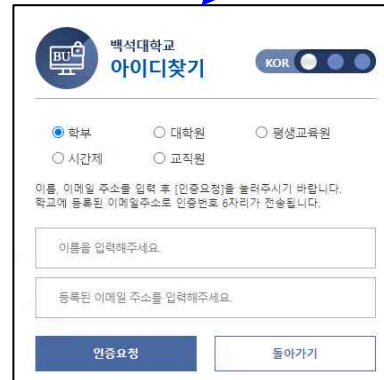 BU
백석대학교
아이디찾기
KOR
학부 대학원 평생교육원
시간제 교직원
이름, 이메일 주소를 입력 후 [인증요청]을 눌러주시기 바랍니다.
학교에 등록된 이메일주소로 인증번호 6자리가 전송됩니다.
이름을 입력해주세요.
등록된 이메일 주소를 입력해주세요.
인증요청 돌아가기